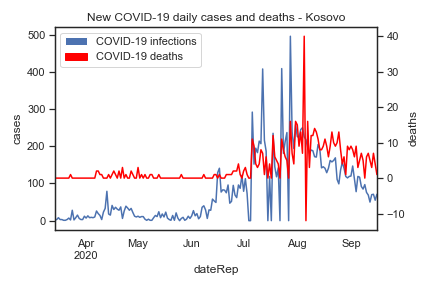 New COVID-19 daily cases and deaths - Kosovo
COVID-19 infections
COVID-19 deaths
500
400
300
200
100
0
cases
40
30
20
10
0
−10
deaths
Apr
2020
May
Jun
Jul
Aug
Sep
dateRep